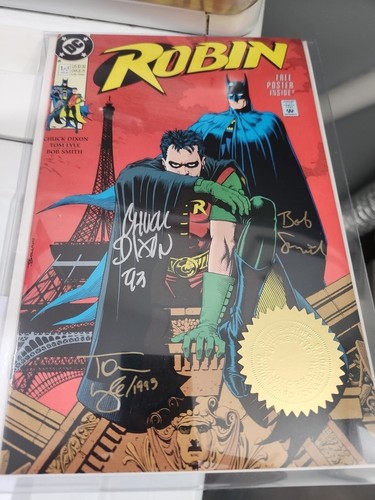 DC
ROBIN
FREE
POSTER
INSIDE
CHUCK DIXON
TOM LYLE
BOB SMITH
R
CHUCK
DIXON
'93
Bob
Smith
Tom
Lyle/1993